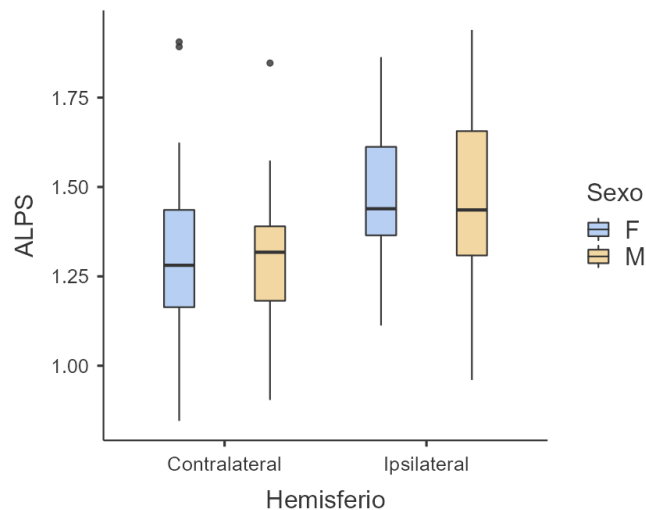 ALPS
1.75
1.50
1.25
1.00
Contralateral
Ipsilateral
Hemisferio
Sexo
F
M